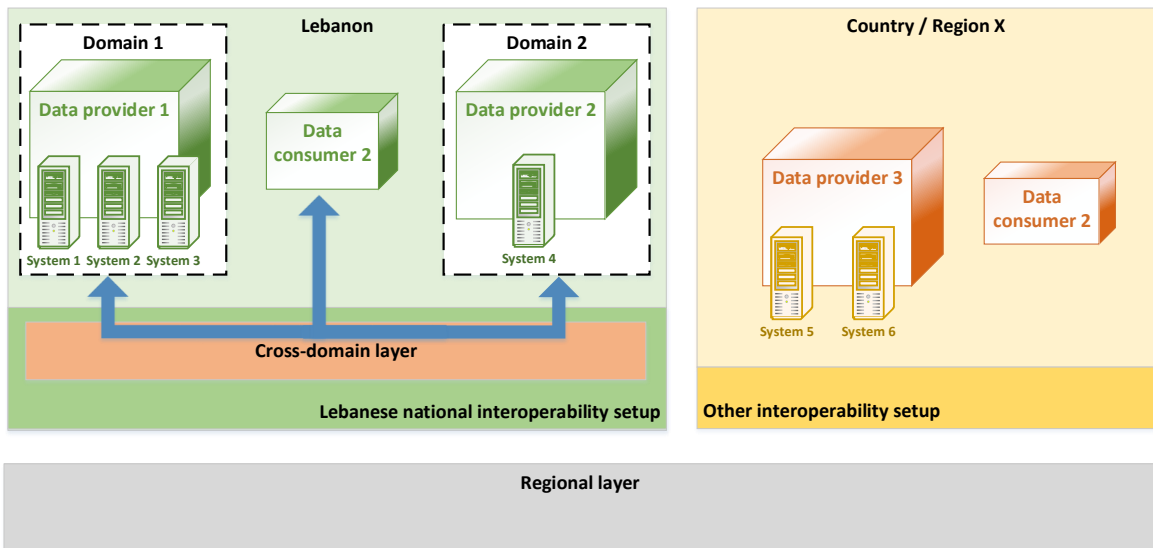 Lebanon
Domain 1
Data provider 1
System 1
System 2
System 3
Data
consumer 2
Domain 2
Data provider 2
System 4
Cross-domain layer
Lebanese national interoperability setup
Country / Region X
Data provider 3
System 5
System 6
Data
consumer 2
Other interoperability setup
Regional layer